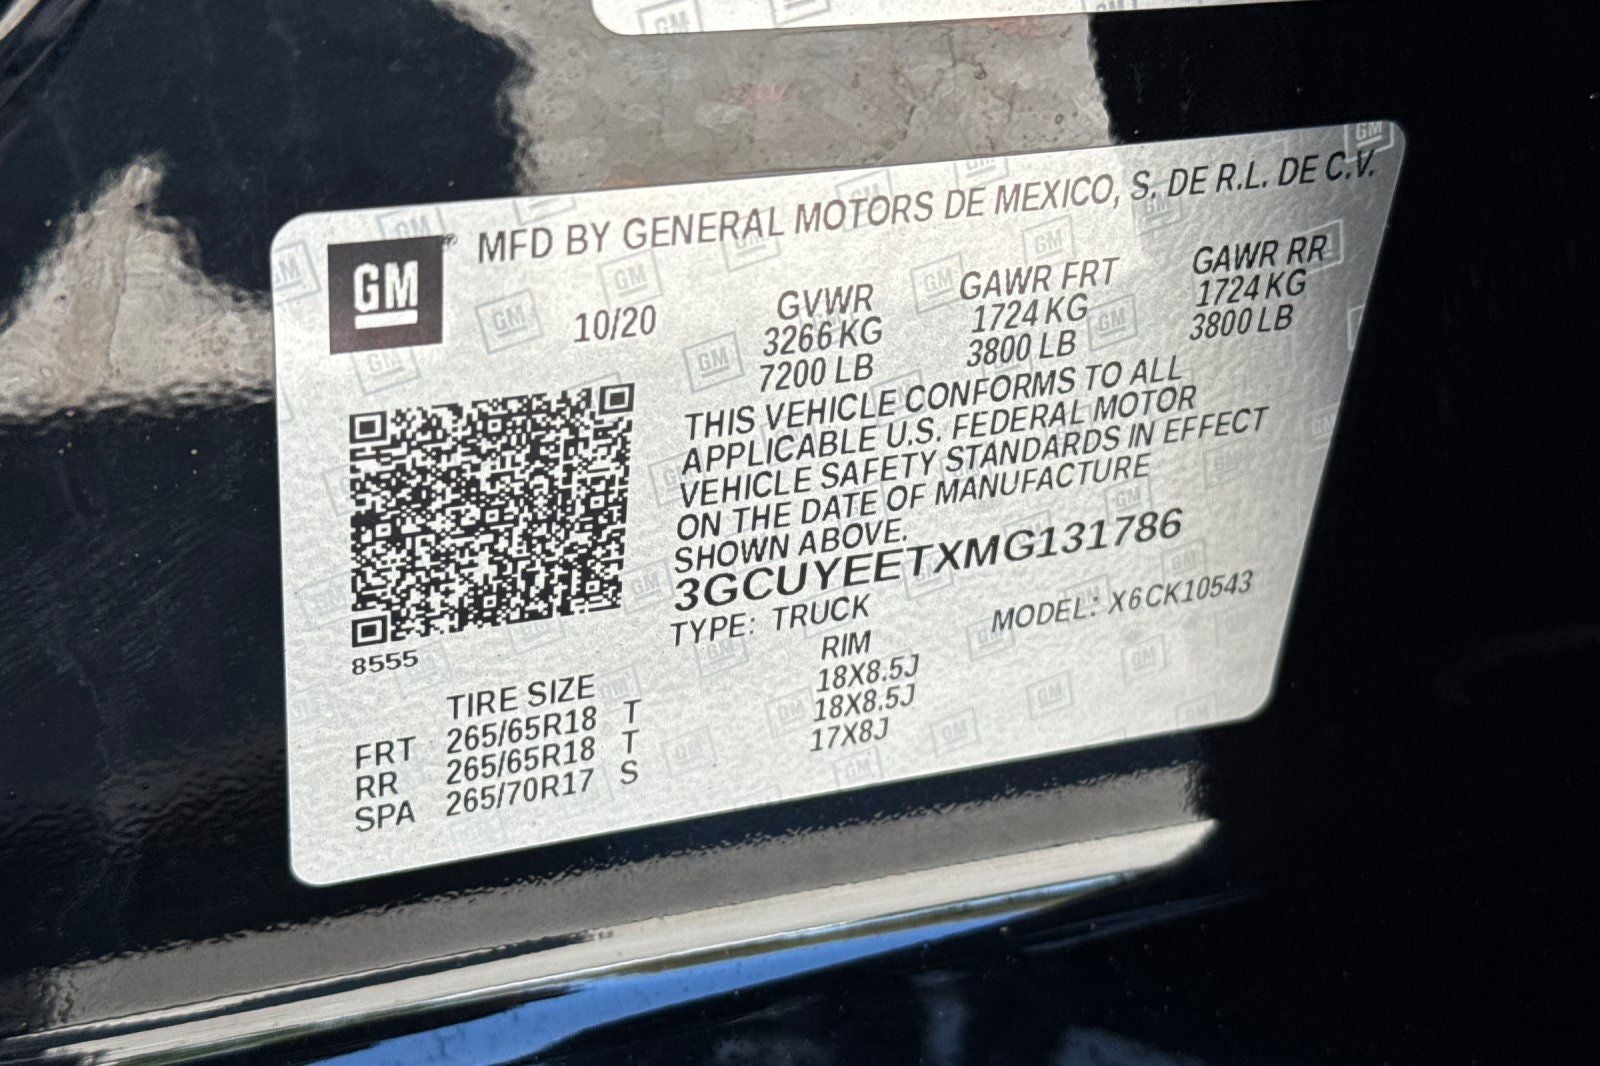 GM
MFD BY GENERAL MOTORS DE MEXICO, S. DE R.L. DE C.V.
10/20
GVWR GAWR FRT GAWR RR
3266 KG 1724 KG 1724 KG
7200 LB 3800 LB 3800 LB
THIS VEHICLE CONFORMS TO ALL
APPLICABLE U.S. FEDERAL MOTOR
VEHICLE SAFETY STANDARDS IN EFFECT
ON THE DATE OF MANUFACTURE
SHOWN ABOVE.
3GCUYEETXMG131786
TYPE: TRUCK MODEL: X6CK10543
8555
TIRE SIZE RIM
FRT 265/65R18 T 18X8.5J
RR 265/65R18 T 18X8.5J
SPA 265/70R17 S 17X8J